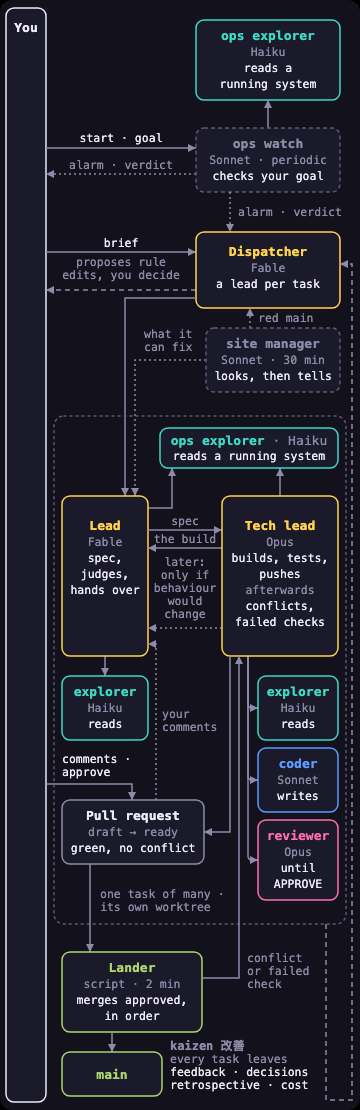 You
ops explorer
Haiku
reads a
running system
ops watch
Sonnet · periodic
checks your goal
start · goal
alarm · verdict
alarm · verdict
brief
proposes rule
edits, you decide
Dispatcher
Fable
a lead per task
red main
what it
can fix
site manager
Sonnet · 30 min
looks, then tells
ops explorer · Haiku
reads a running system
Lead
Fable
spec,
judges,
hands over
spec
the build
later:
only if
behaviour
would
change
Tech lead
Opus
builds, tests,
pushes
afterwards
conflicts,
failed checks
explorer
Haiku
reads
your
comments
explorer
Haiku
reads
coder
Sonnet
writes
reviewer
Opus
until
APPROVE
comments ·
approve
Pull request
draft → ready
green, no conflict
one task of many ·
its own worktree
Lander
script · 2 min
merges approved,
in order
conflict
or failed
check
main
kaizen 改善
every task leaves
feedback · decisions
retrospective · cost